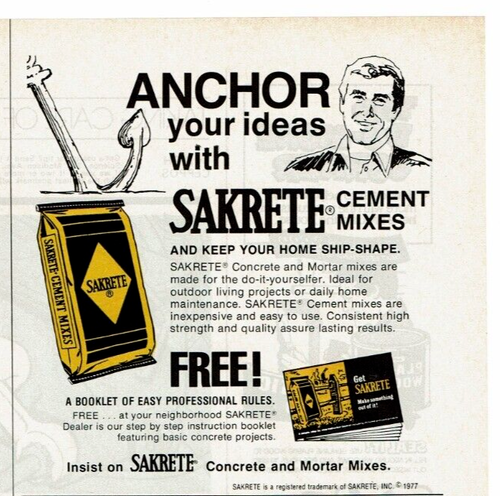 ANCHOR
your ideas
with
SAKRETE® CEMENT
MIXES
AND KEEP YOUR HOME SHIP-SHAPE.
SAKRETE® Concrete and Mortar mixes are
made for the do-it-yourselfer. Ideal for
outdoor living projects or daily home
maintenance. SAKRETE® Cement mixes are
inexpensive and easy to use. Consistent high
strength and quality assure lasting results.
SAKRETE CEMENT MIXES
SAKRETE
®
FREE!
A BOOKLET OF EASY PROFESSIONAL RULES.
FREE . . . at your neighborhood SAKRETE®
Dealer is our step by step instruction booklet
featuring basic concrete projects.
Get
SAKRETE
Make something
out of it!
Insist on SAKRETE® Concrete and Mortar Mixes.
SAKRETE is a registered trademark of SAKRETE, INC. © 1977